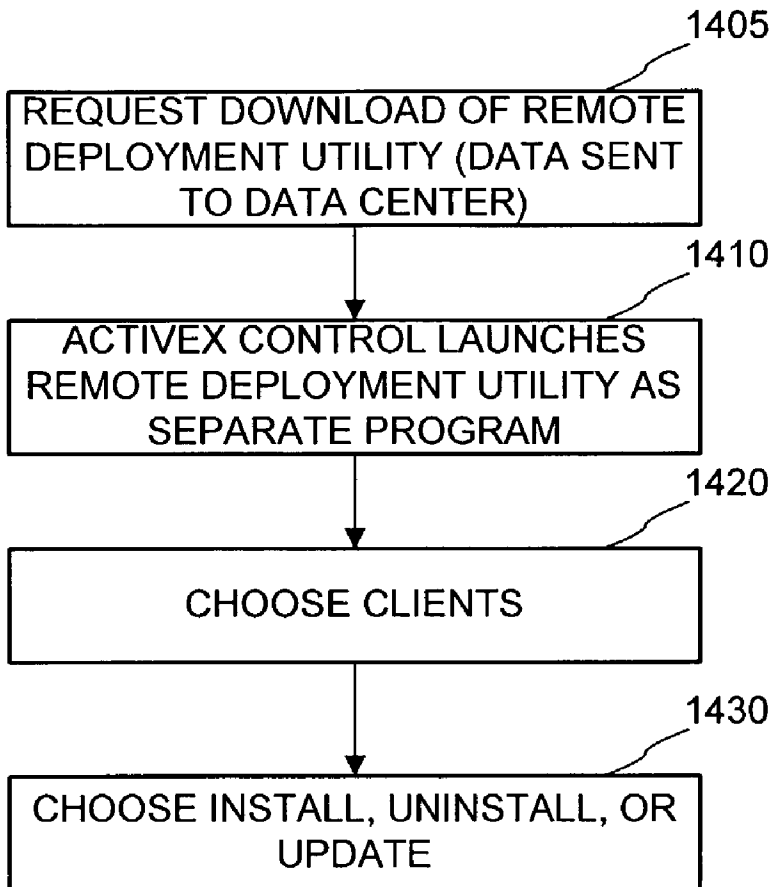 1405
REQUEST DOWNLOAD OF REMOTE
DEPLOYMENT UTILITY (DATA SENT
TO DATA CENTER)
1410
ACTIVEX CONTROL LAUNCHES
REMOTE DEPLOYMENT UTILITY AS
SEPARATE PROGRAM
1420
CHOOSE CLIENTS
1430
CHOOSE INSTALL, UNINSTALL, OR
UPDATE